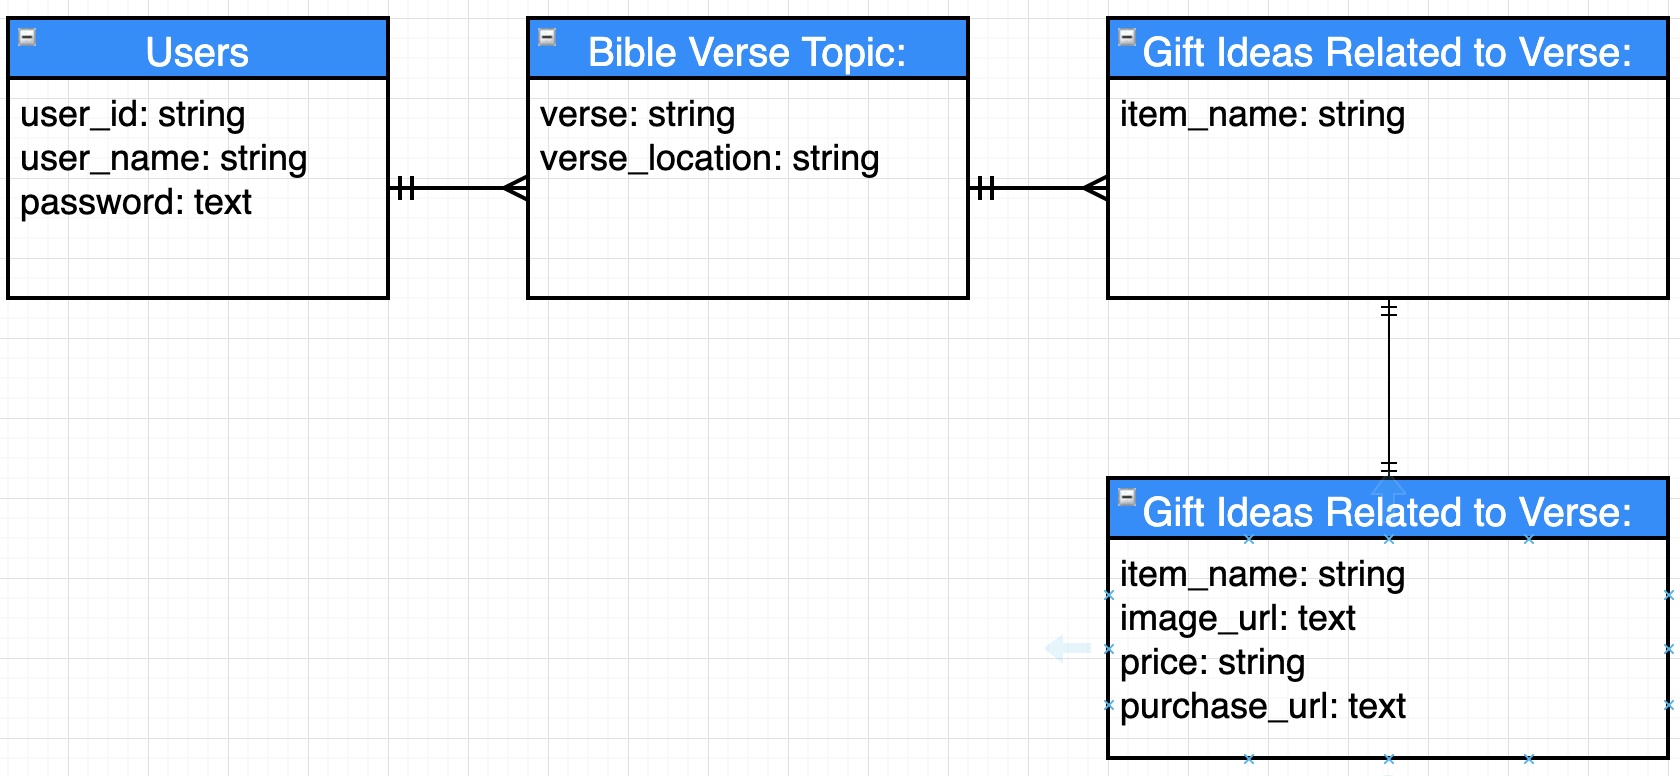 Users
user_id: string
user_name: string
password: text
Bible Verse Topic:
verse: string
verse_location: string
Gift Ideas Related to Verse:
item_name: string
Gift Ideas Related to Verse:
item_name: string
image_url: text
price: string
purchase_url: text